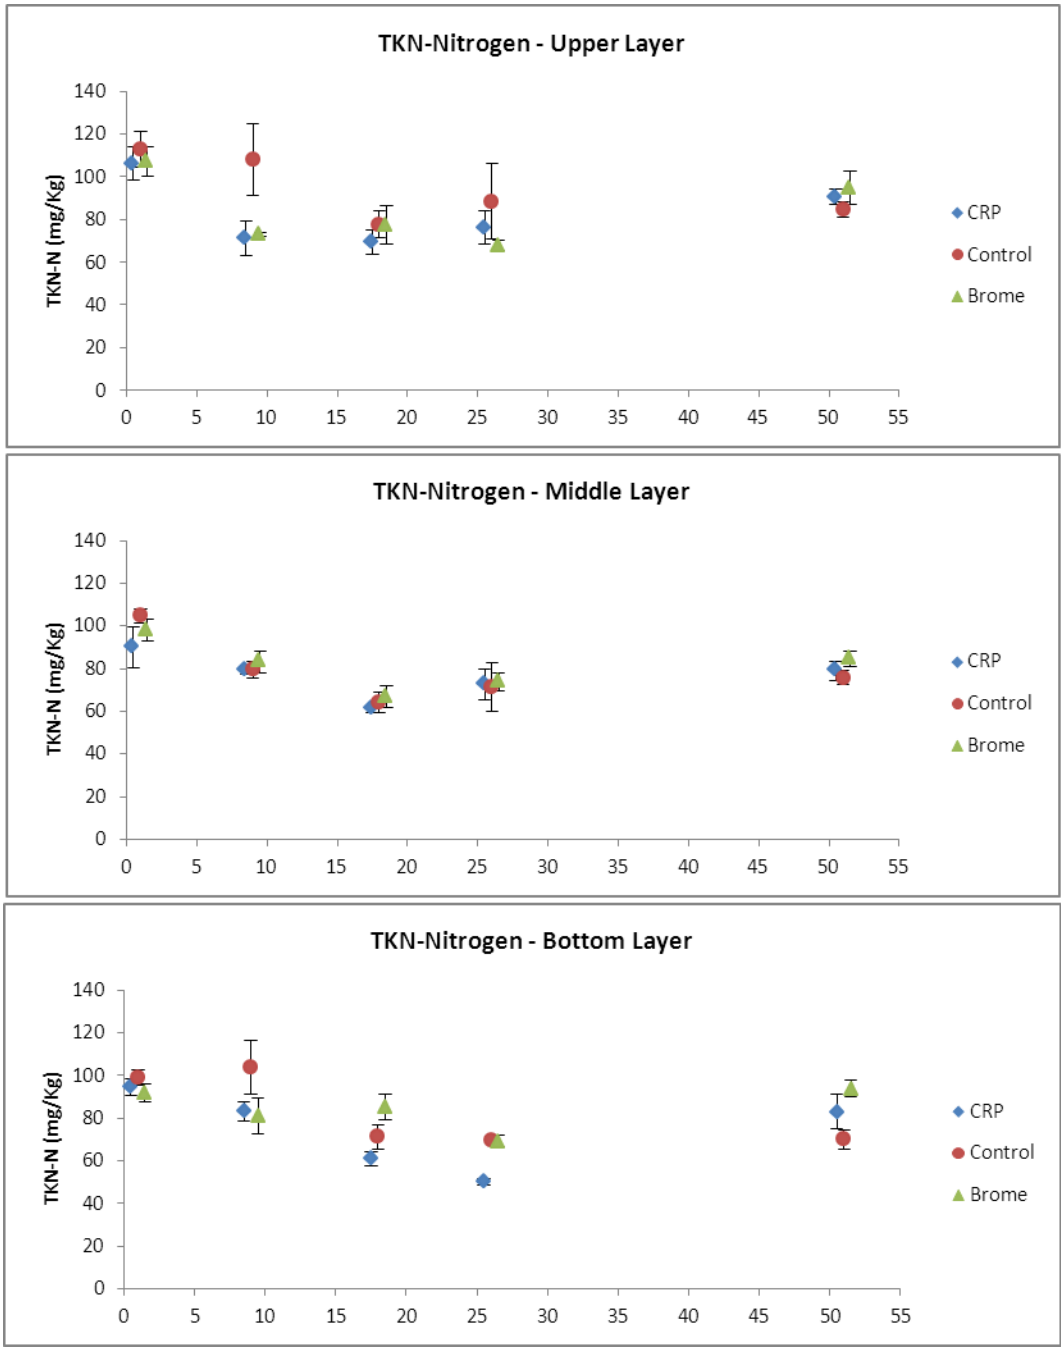 TKN-Nitrogen - Upper Layer
TKN-N (mg/Kg)
140
120
100
80
60
40
20
0
0 5 10 15 20 25 30 35 40 45 50 55
CRP
Control
Brome
TKN-Nitrogen - Middle Layer
TKN-N (mg/Kg)
140
120
100
80
60
40
20
0
0 5 10 15 20 25 30 35 40 45 50 55
CRP
Control
Brome
TKN-Nitrogen - Bottom Layer
TKN-N (mg/Kg)
140
120
100
80
60
40
20
0
0 5 10 15 20 25 30 35 40 45 50 55
CRP
Control
Brome